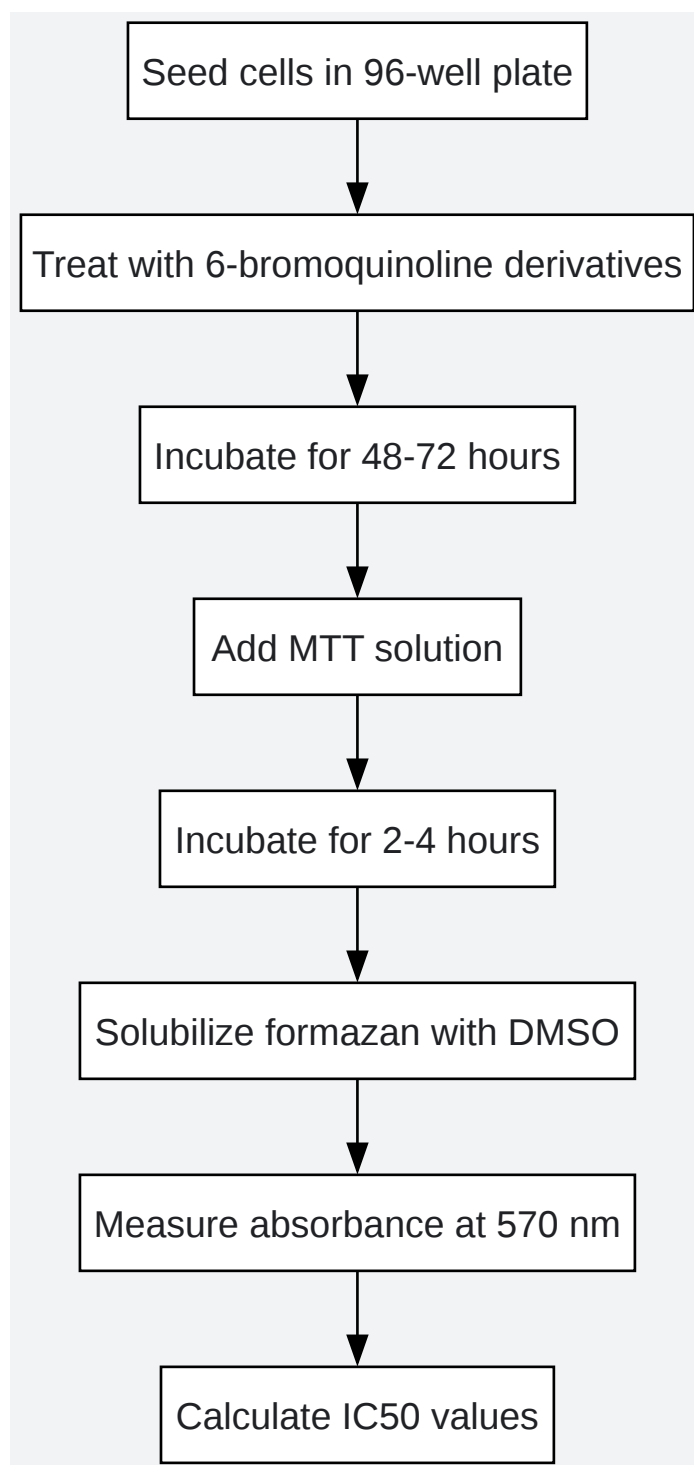 Seed cells in 96-well plate
Treat with 6-bromoquinoline derivatives
Incubate for 48-72 hours
Add MTT solution
Incubate for 2-4 hours
Solubilize formazan with DMSO
Measure absorbance at 570 nm
Calculate IC50 values